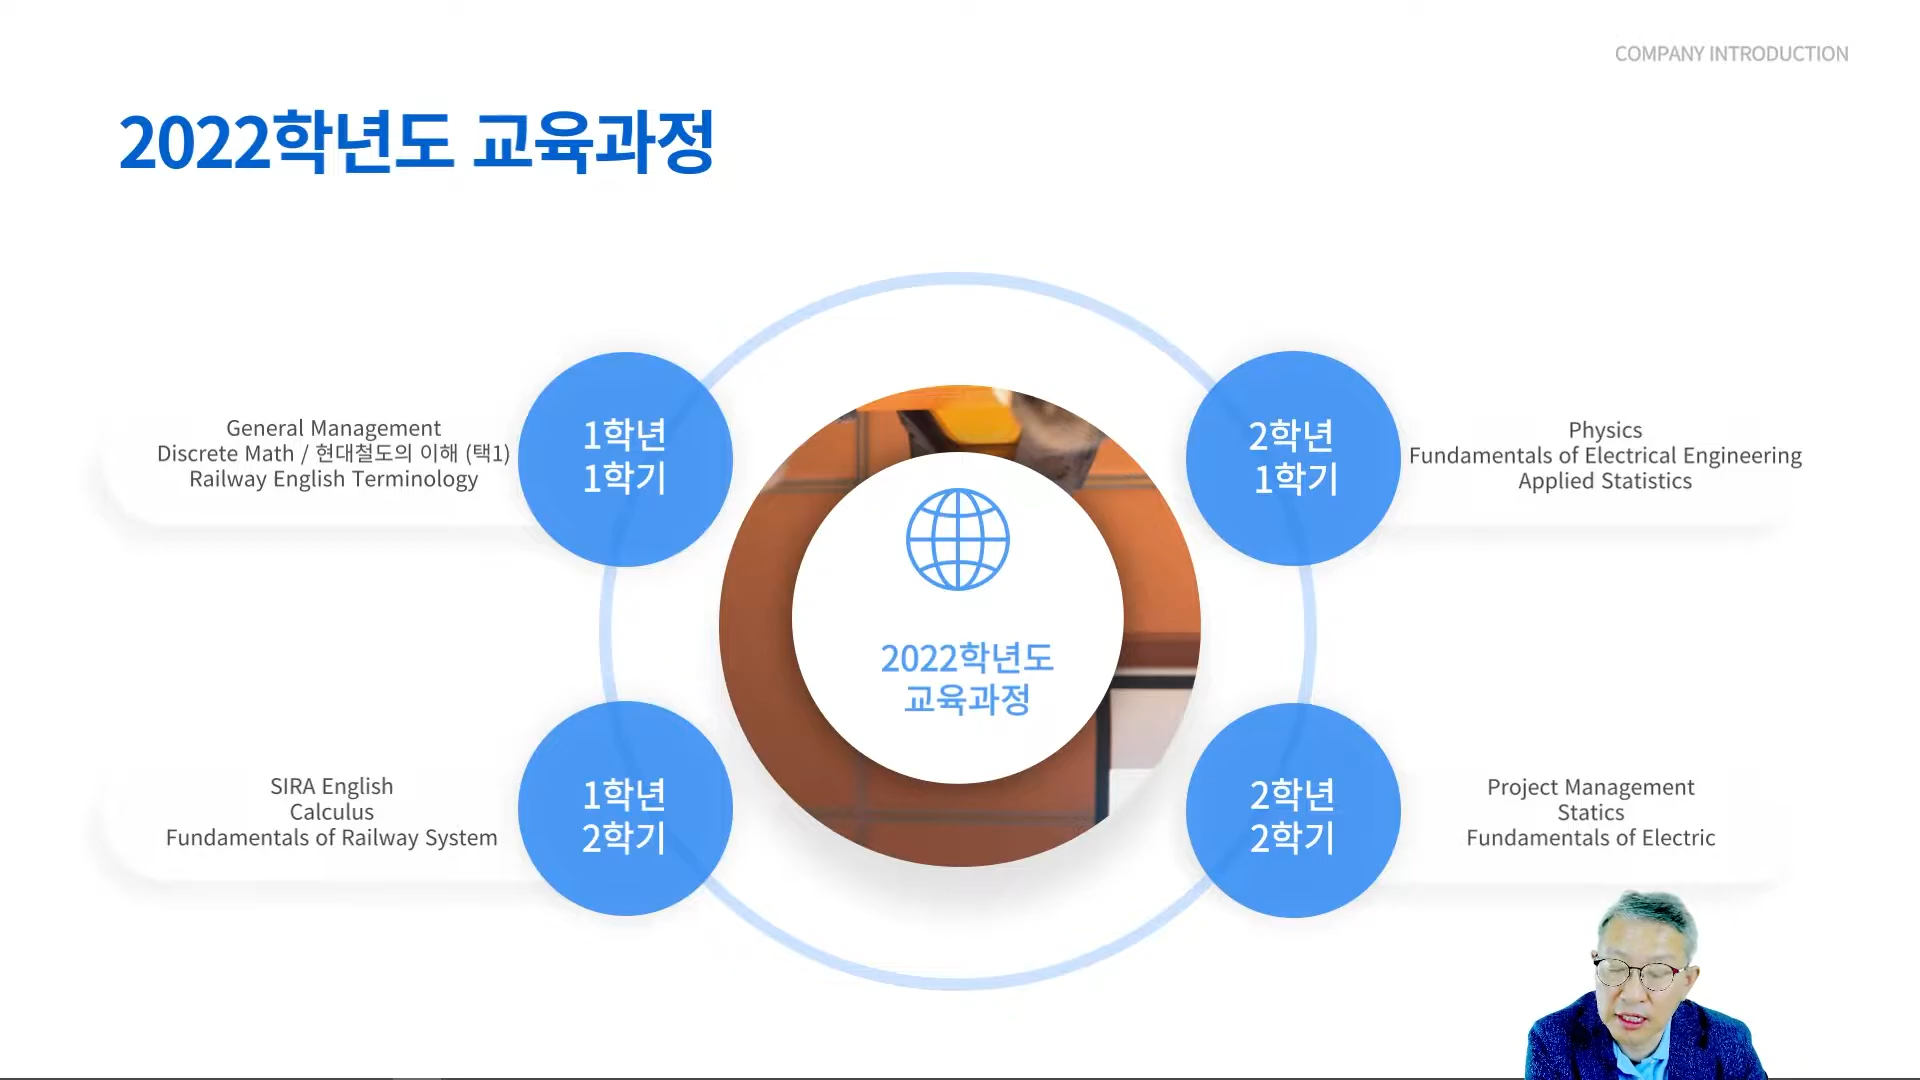 COMPANY INTRODUCTION
2022학년도 교육과정
General Management
Discrete Math / 현대철도의 이해 (택1)
Railway English Terminology
1학년
1학기
2학년
1학기
Physics
Fundamentals of Electrical Engineering
Applied Statistics
2022학년도
교육과정
SIRA English
Calculus
Fundamentals of Railway System
1학년
2학기
2학년
2학기
Project Management
Statics
Fundamentals of Electric